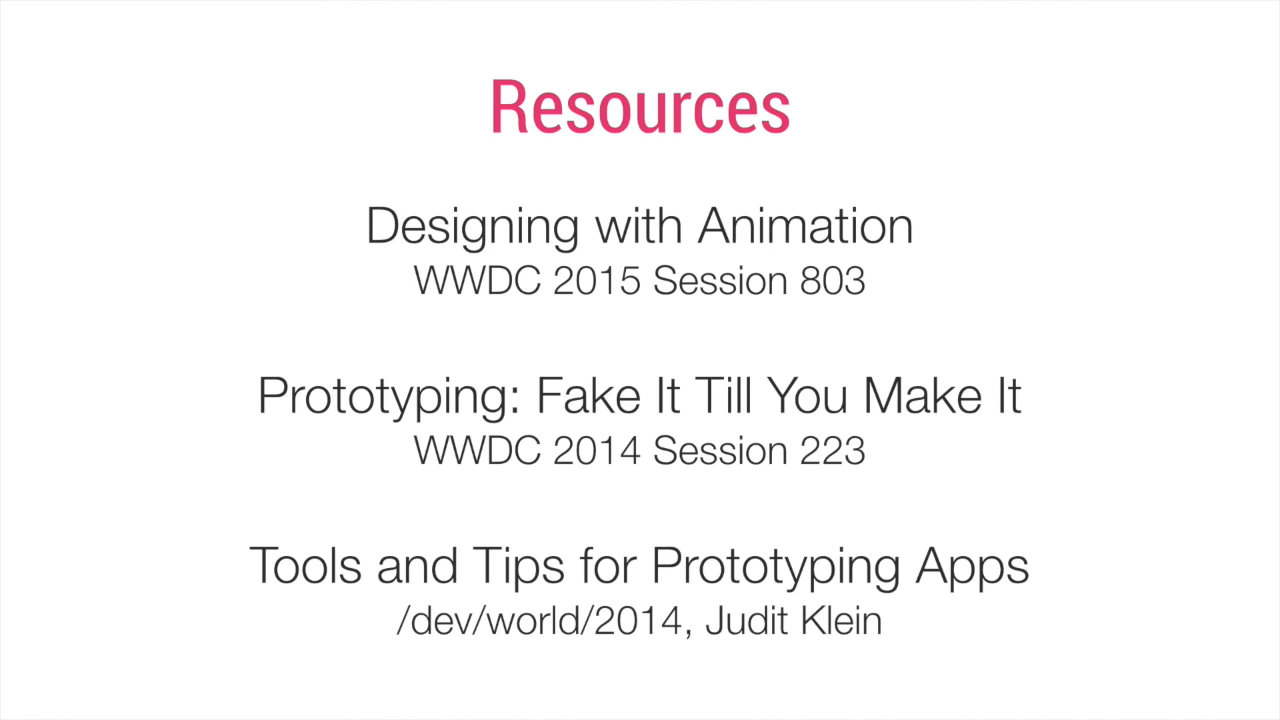 Resources
Designing with Animation
WWDC 2015 Session 803
Prototyping: Fake It Till You Make It
WWDC 2014 Session 223
Tools and Tips for Prototyping Apps
/dev/world/2014, Judit Klein